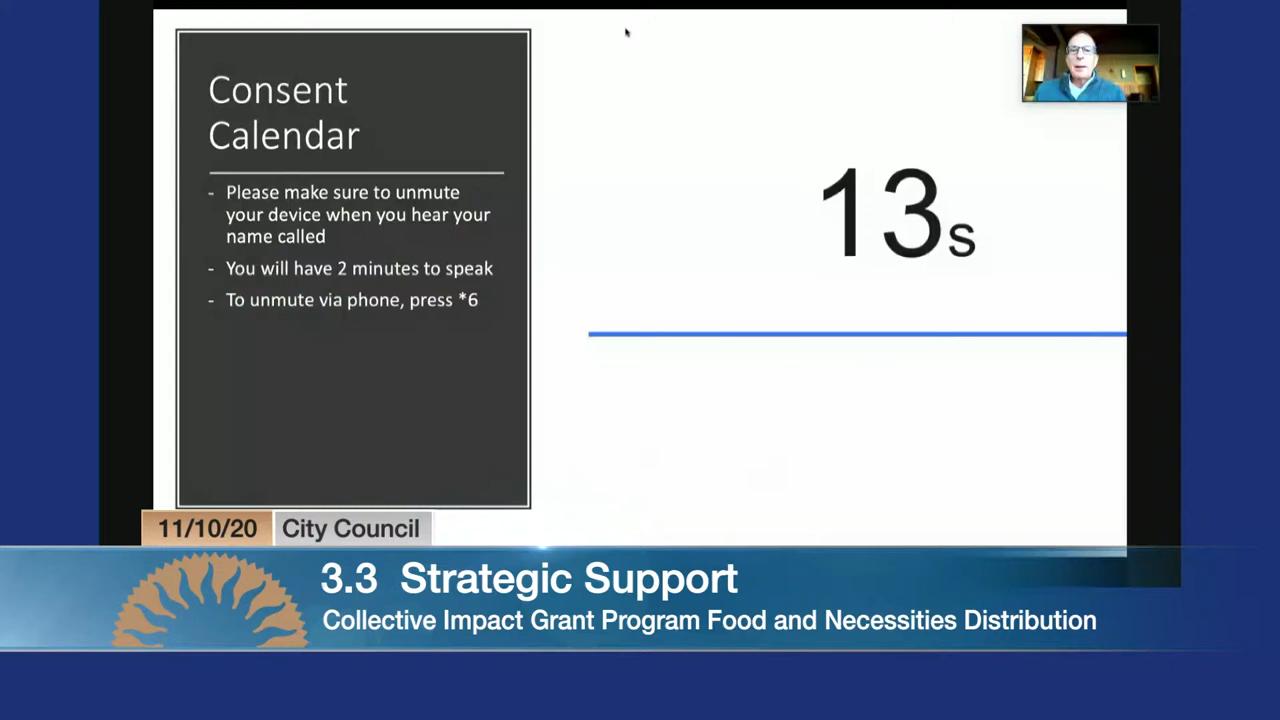 Consent
Calendar
- Please make sure to unmute
your device when you hear your
name called
- You will have 2 minutes to speak
- To unmute via phone, press *6
13s
11/10/20 City Council
3.3 Strategic Support
Collective Impact Grant Program Food and Necessities Distribution